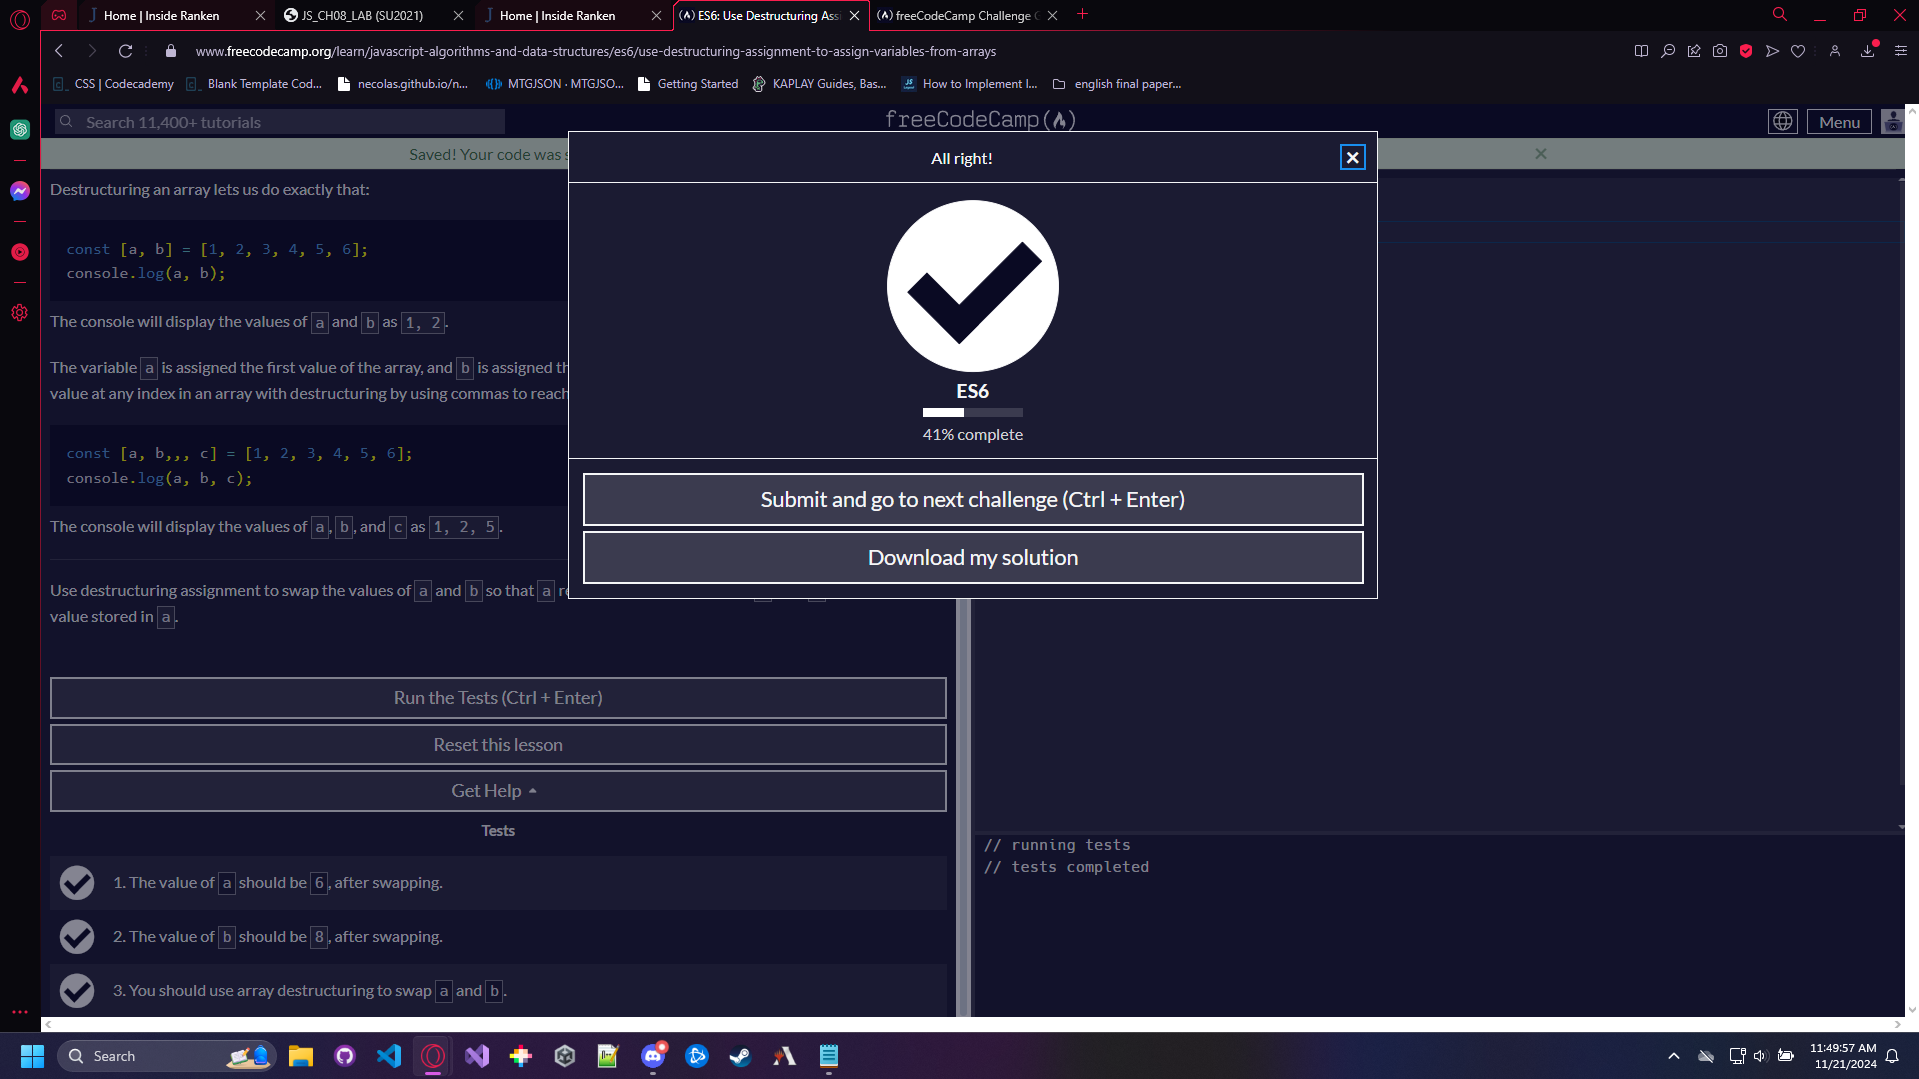 Home | Inside Ranken
JS_CH08_LAB (SU2021)
Home | Inside Ranken
(Λ) ES6: Use Destructuring Ass
(Λ) freeCodeCamp Challenge
www.freecodecamp.org/learn/javascript-algorithms-and-data-structures/es6/use-destructuring-assignment-to-assign-variables-from-arrays
CSS | Codecademy
Blank Template Cod...
necolas.github.io/n...
MTGJSON · MTGJSO...
Getting Started
KAPLAY Guides, Bas...
How to Implement I...
english final paper...
Search 11,400+ tutorials
freeCodeCamp
Menu
Saved! Your code was s
All right!
Destructuring an array lets us do exactly that:
const [a, b] = [1, 2, 3, 4, 5, 6];
console.log(a, b);
The console will display the values of a and b as 1, 2.
The variable a is assigned the first value of the array, and b is assigned th
value at any index in an array with destructuring by using commas to reach
const [a, b,,, c] = [1, 2, 3, 4, 5, 6];
console.log(a, b, c);
The console will display the values of a, b, and c as 1, 2, 5.
Use destructuring assignment to swap the values of a and b so that a re
value stored in a.
ES6
41% complete
Submit and go to next challenge (Ctrl + Enter)
Download my solution
Run the Tests (Ctrl + Enter)
Reset this lesson
Get Help
Tests
1. The value of a should be 6, after swapping.
2. The value of b should be 8, after swapping.
3. You should use array destructuring to swap a and b.
// running tests
// tests completed
Search
11:49:57 AM
11/21/2024